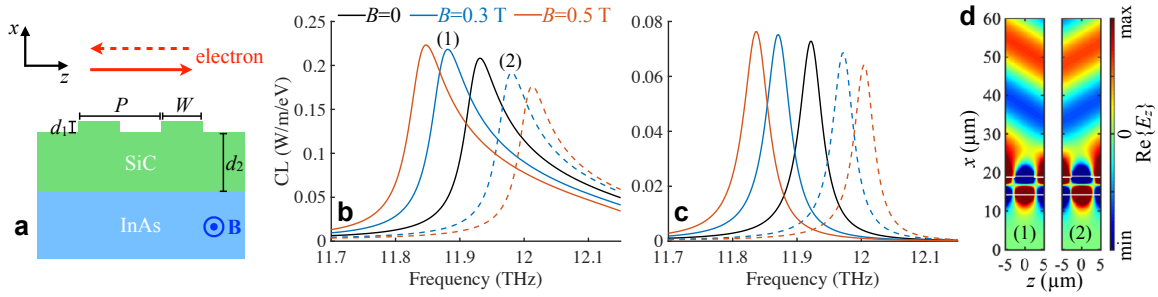 a
x
z
electron
P
W
d1
d2
SiC
InAs
B
b
CL (W/m/eV)
0.25
0.2
0.15
0.1
0.05
0
11.7 11.8 11.9 12 12.1
Frequency (THz)
B=0 B=0.3 T B=0.5 T
(1)
(2)
c
0.08
0.06
0.04
0.02
0
11.7 11.8 11.9 12 12.1
Frequency (THz)
d
x (μm)
60
50
40
30
20
10
0
(1) (2)
-5 0 5 -5 0 5
z (μm)
max
0
min
Re{Ez}